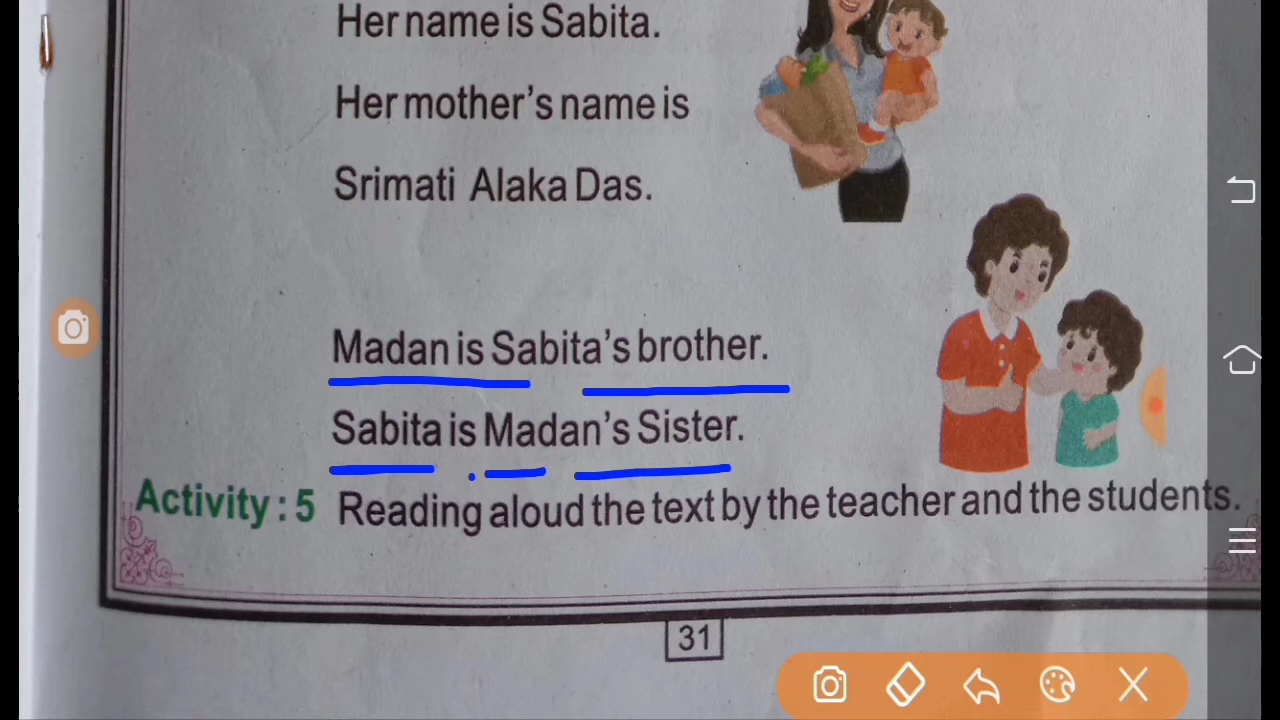 Her name is Sabita.
Her mother's name is
Srimati Alaka Das.
Madan is Sabita's brother.
Sabita is Madan's Sister.
Activity : 5 Reading aloud the text by the teacher and the students.
31